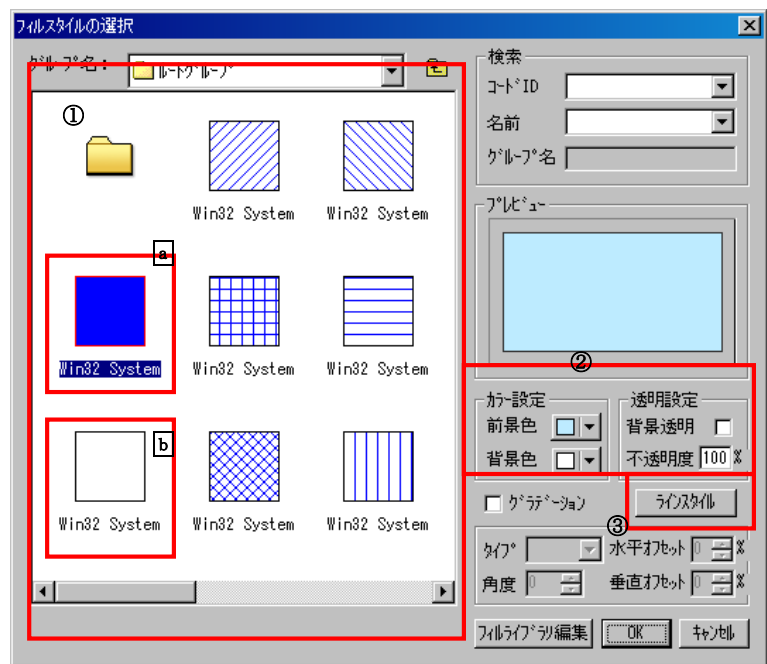 フィルスタイルの選択
グループ名：
ルートグループ
①
Win32 System
Win32 System
a
Win32 System
Win32 System
Win32 System
b
Win32 System
Win32 System
Win32 System
検索
コードID
名前
グループ名
プレビュー
②
カラー設定
前景色
背景色
透明設定
背景透明
不透明度 100 %
グラデーション
ラインスタイル
③
タイプ
水平オフセット 0 %
角度 0
垂直オフセット 0 %
フィルライブラリ編集
OK
キャンセル